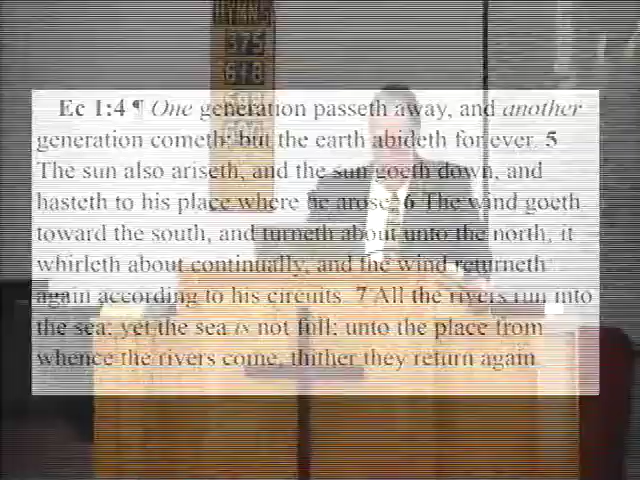 HYMNS
375
618
Ec 1:4 ¶ One generation passeth away, and another
generation cometh: but the earth abideth for ever. 5
The sun also ariseth, and the sun goeth down, and
hasteth to his place where he arose. 6 The wind goeth
toward the south, and turneth about unto the north; it
whirleth about continually, and the wind returneth
again according to his circuits. 7 All the rivers run into
the sea; yet the sea is not full; unto the place from
whence the rivers come, thither they return again.